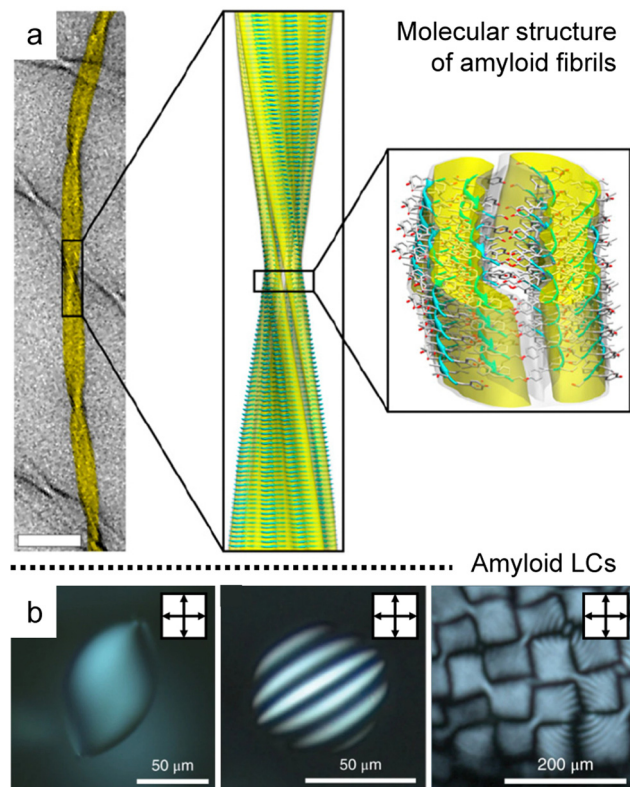 a
Molecular structure
of amyloid fibrils
Amyloid LCs
b
50 μm
50 μm
200 μm